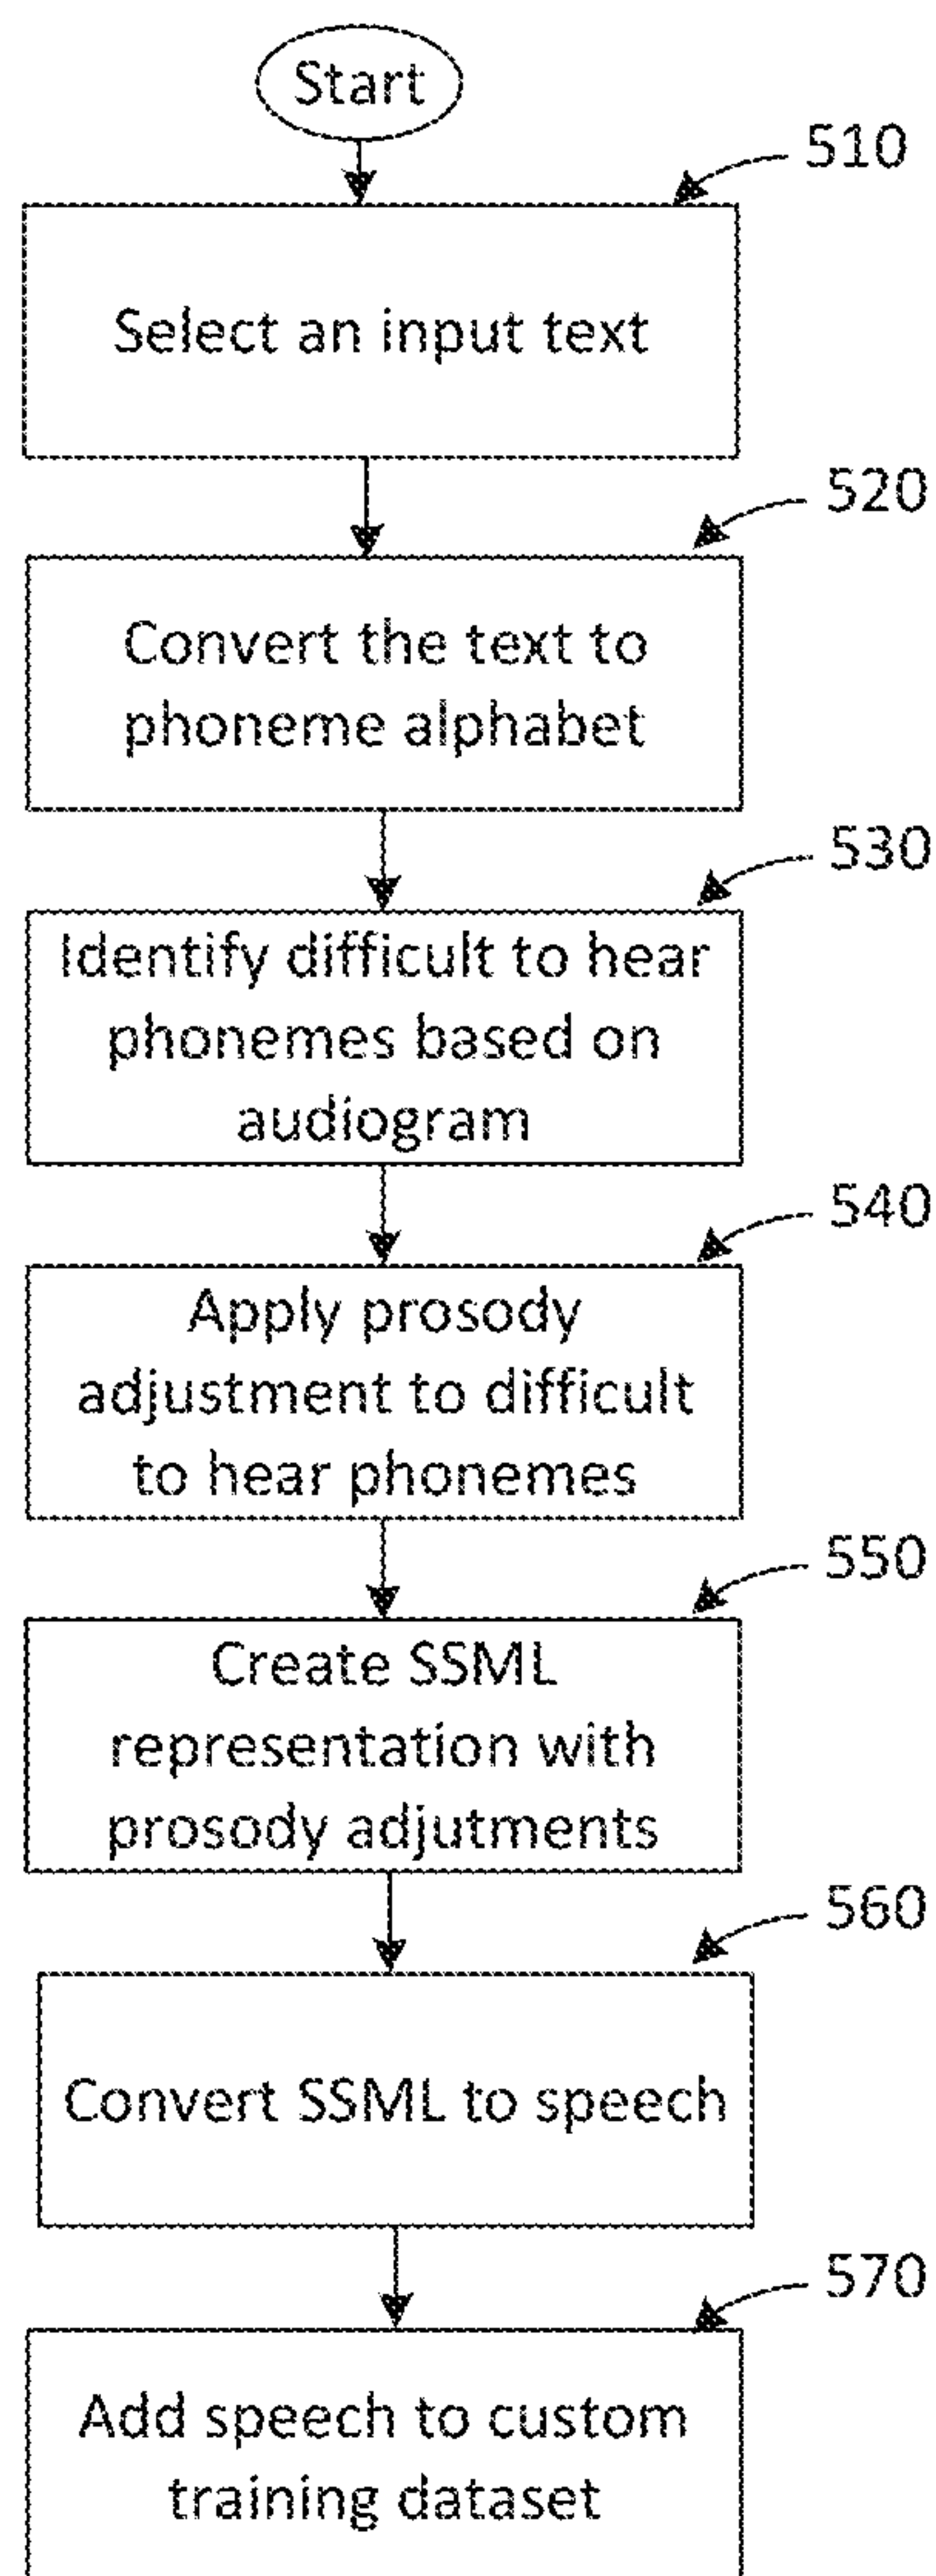 Start
510
Select an input text
520
Convert the text to
phoneme alphabet
530
Identify difficult to hear
phonemes based on
audiogram
540
Apply prosody
adjustment to difficult
to hear phonemes
550
Create SSML
representation with
prosody adjutments
560
Convert SSML to speech
570
Add speech to custom
training dataset